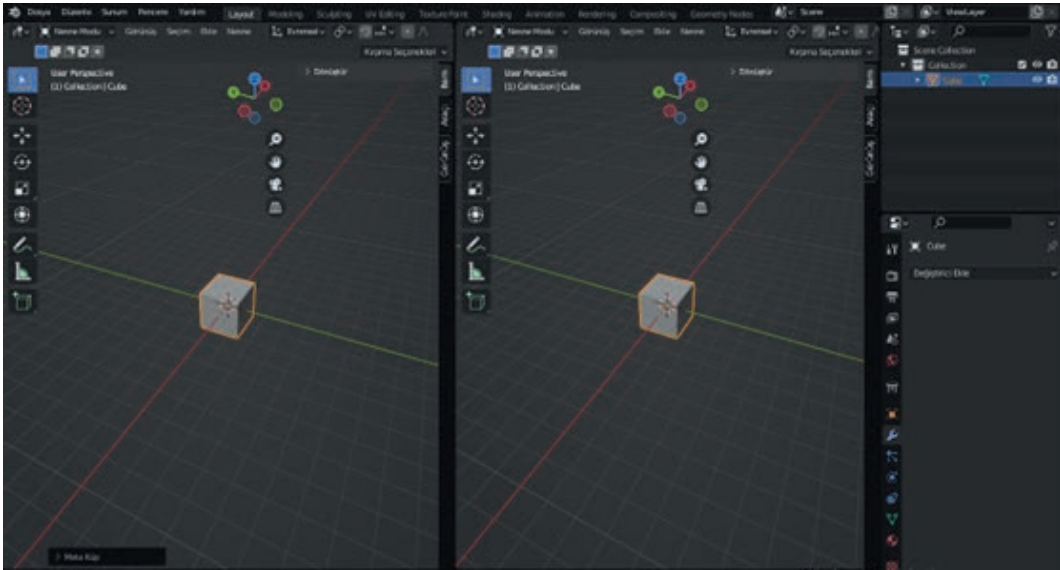 Dosya Düzenle Sunum Pencere Yardım Layout Modeling Sculpting UV Editing Texture Paint Shading Animation Rendering Compositing Geometry Nodes Scene ViewLayer
Nesne Modu Görünüş Seçim Ekle Nesne Evrensel
Nesne Modu Görünüş Seçim Ekle Nesne Evrensel
Kırpma Seçenekleri
Kırpma Seçenekleri
User Perspective
(1) Collection | Cube
Dönüştür
User Perspective
(1) Collection | Cube
Dönüştür
Araç
Araç
Scene Collection
Collection
Cube
Cube
Değiştirici Ekle
Meta Küp